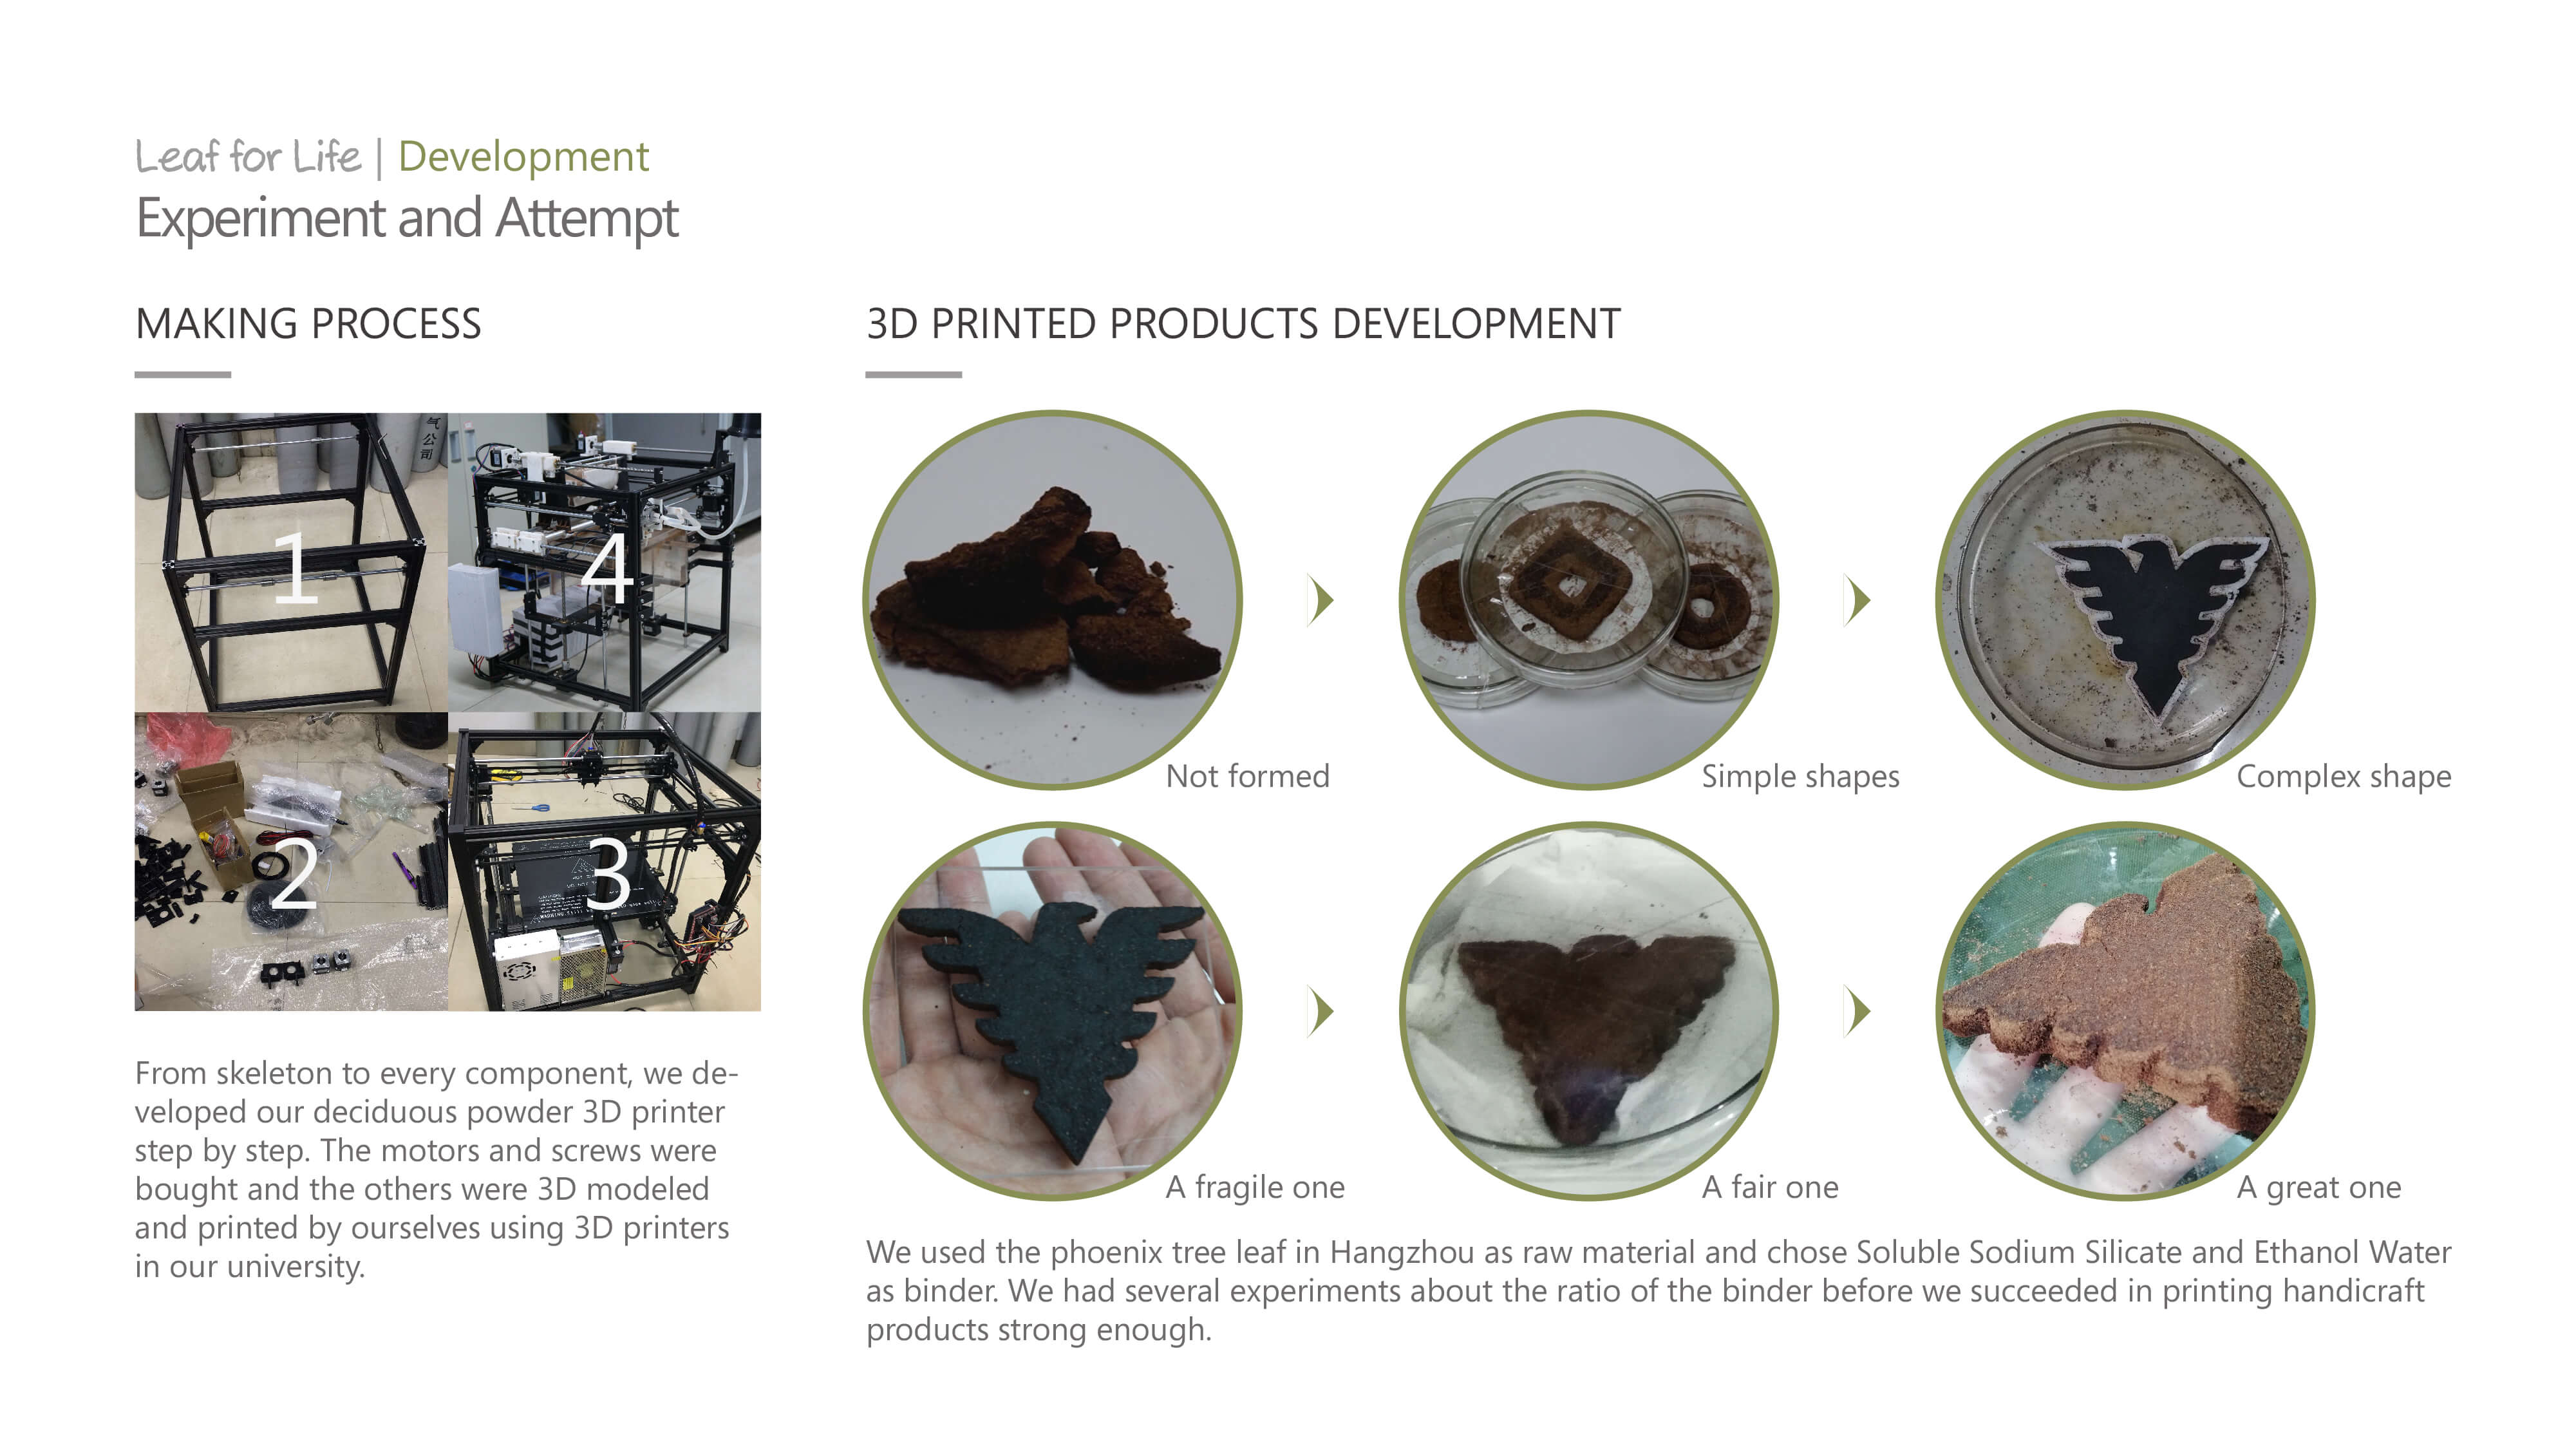 Leaf for Life | Development
Experiment and Attempt
MAKING PROCESS
气
公
司
1
4
2
3
From skeleton to every component, we de-
veloped our deciduous powder 3D printer
step by step. The motors and screws were
bought and the others were 3D modeled
and printed by ourselves using 3D printers
in our university.
3D PRINTED PRODUCTS DEVELOPMENT
Not formed
Simple shapes
Complex shape
A fragile one
A fair one
A great one
We used the phoenix tree leaf in Hangzhou as raw material and chose Soluble Sodium Silicate and Ethanol Water
as binder. We had several experiments about the ratio of the binder before we succeeded in printing handicraft
products strong enough.